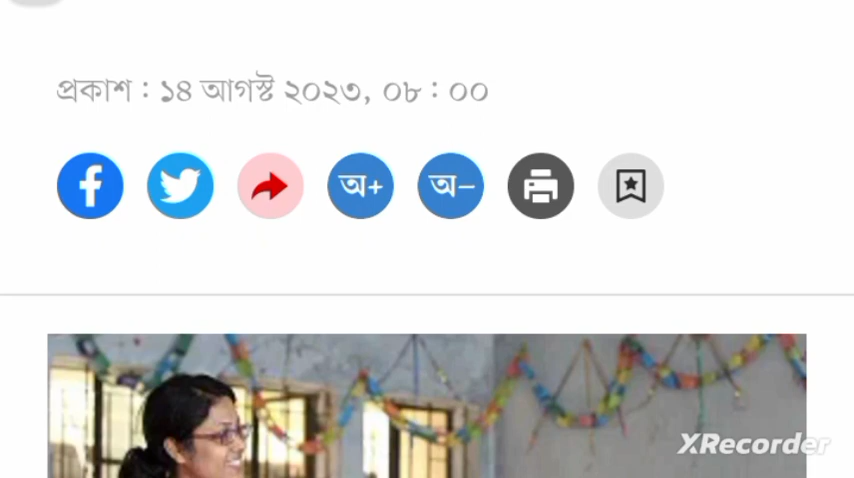 প্রকাশ : ১৪ আগস্ট ২০২৩, ০৮ : ০০
অ+ অ−
XRecorder